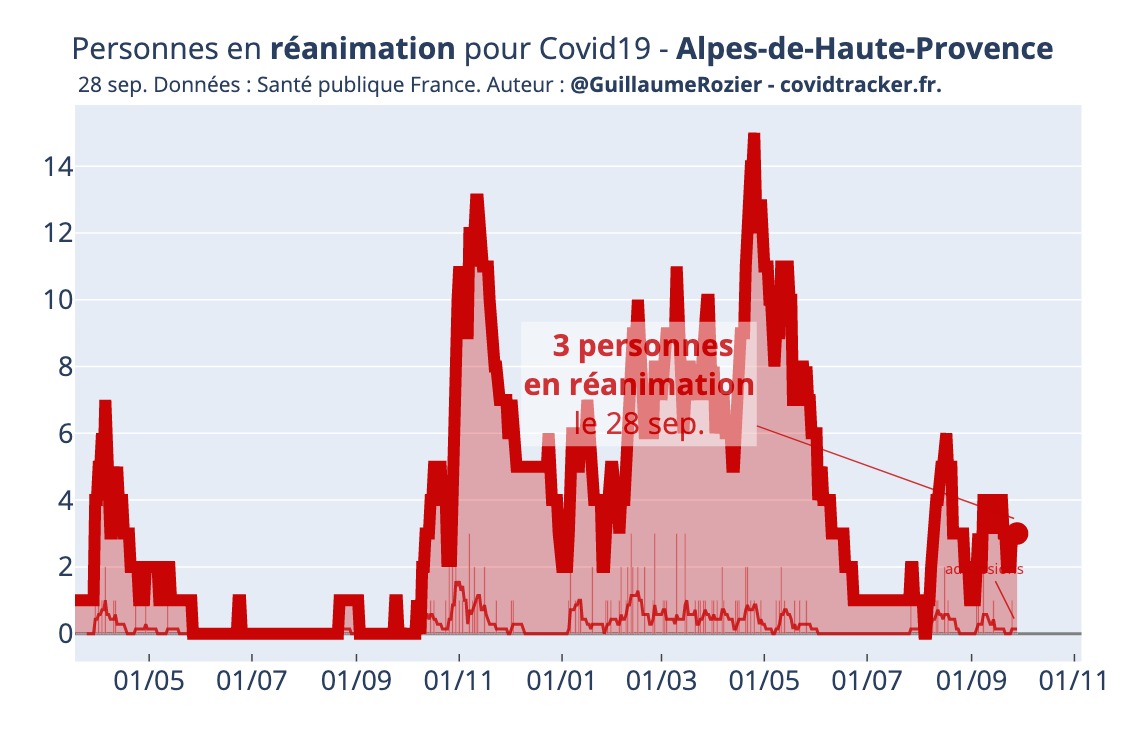 Personnes en réanimation pour Covid19 - Alpes-de-Haute-Provence
28 sep. Données : Santé publique France. Auteur : @GuillaumeRozier - covidtracker.fr.
14
12
10
8
6
4
2
0
3 personnes
en réanimation
le 28 sep.
admissions
01/05 01/07 01/09 01/11 01/01 01/03 01/05 01/07 01/09 01/11